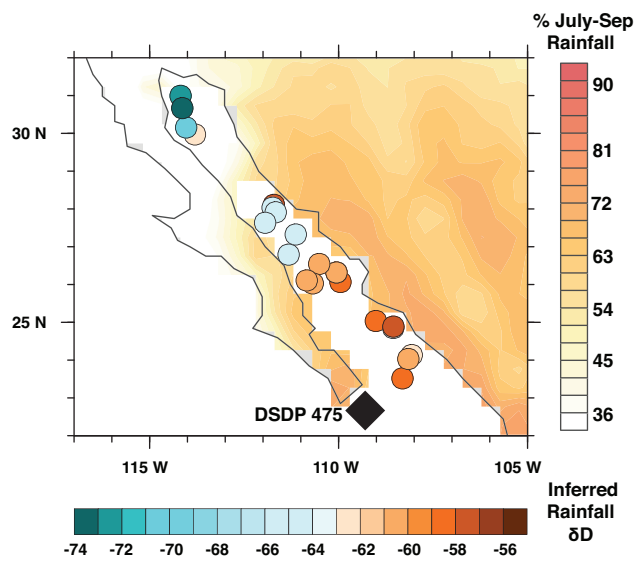 % July-Sep
Rainfall
90
81
72
63
54
45
36
30 N
25 N
DSDP 475
115 W
110 W
105 W
Inferred
Rainfall
δD
-74
-72
-70
-68
-66
-64
-62
-60
-58
-56